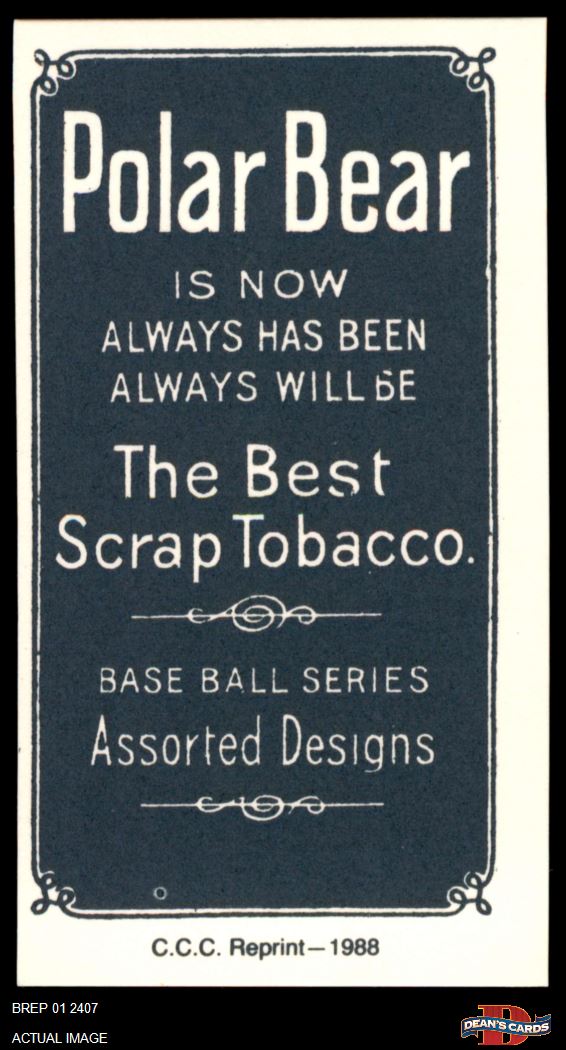 Polar Bear
IS NOW
ALWAYS HAS BEEN
ALWAYS WILL BE
The Best
Scrap Tobacco.
BASE BALL SERIES
Assorted Designs
C.C.C. Reprint—1988
BREP 01 2407
ACTUAL IMAGE
D
DEAN'S CARDS